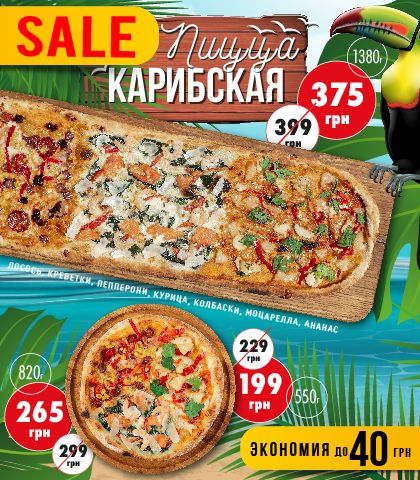 SALE
Пицца
КАРИБСКАЯ
1380г
375
грн
399
грн
ЛОСОСЬ, КРЕВЕТКИ, ПЕППЕРОНИ, КУРИЦА, КОЛБАСКИ, МОЦАРЕЛЛА, АНАНАС
820г
265
грн
299
грн
229
грн
199
грн
550г
ЭКОНОМИЯ ДО 40 ГРН